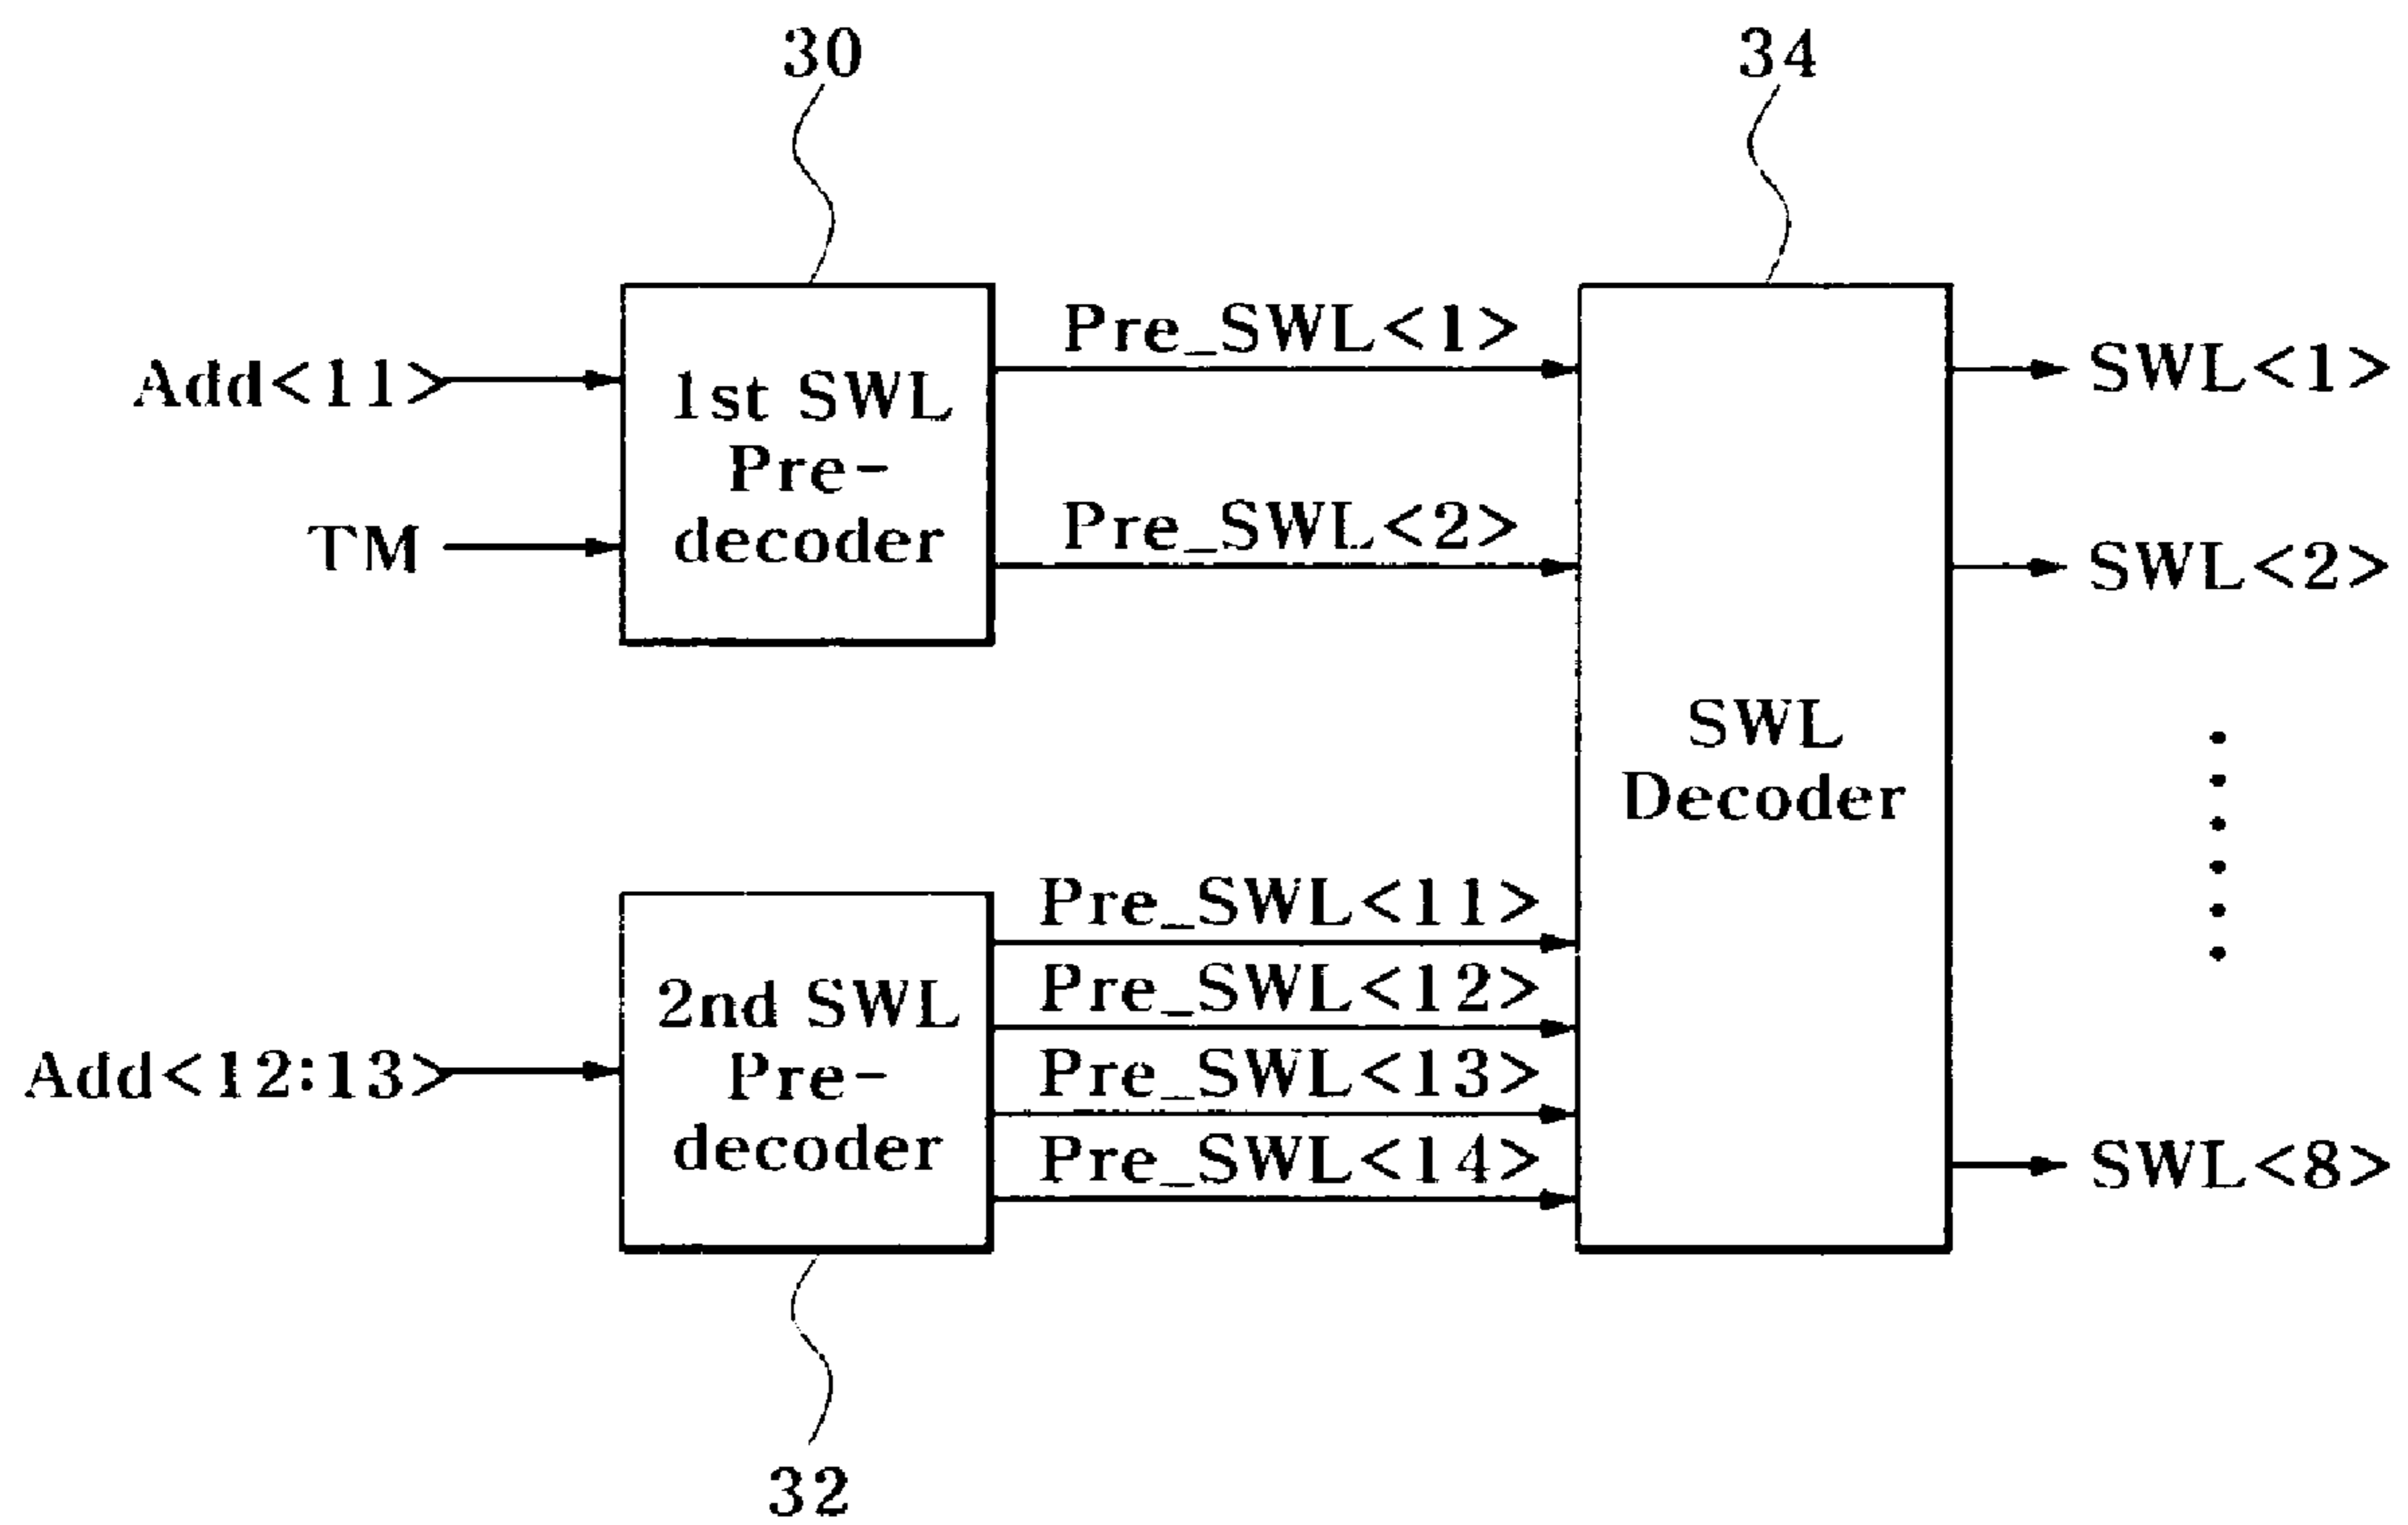 30
34
Add<11>
TM
1st SWL
Pre-
decoder
Pre_SWL<1>
Pre_SWL<2>
SWL
Decoder
SWL<1>
SWL<2>
SWL<8>
Add<12:13>
2nd SWL
Pre-
decoder
Pre_SWL<11>
Pre_SWL<12>
Pre_SWL<13>
Pre_SWL<14>
32